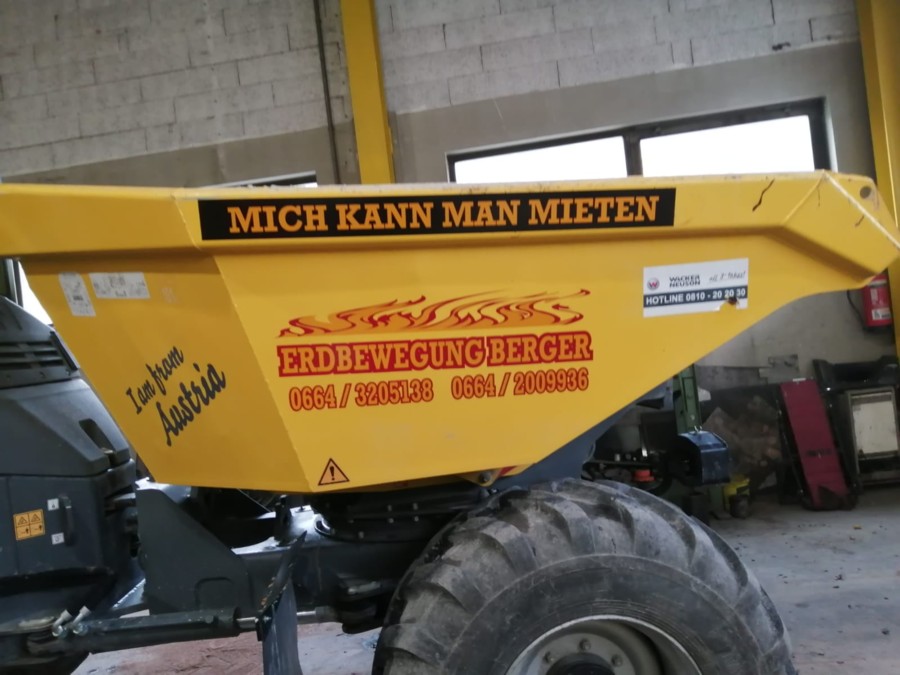 MICH KANN MAN MIETEN
WACKER
NEUSON
HOTLINE 0810 - 20 20 30
ERDBEWEGUNG BERGER
0664 / 3205138 0664 / 2009936
I am from
Austria